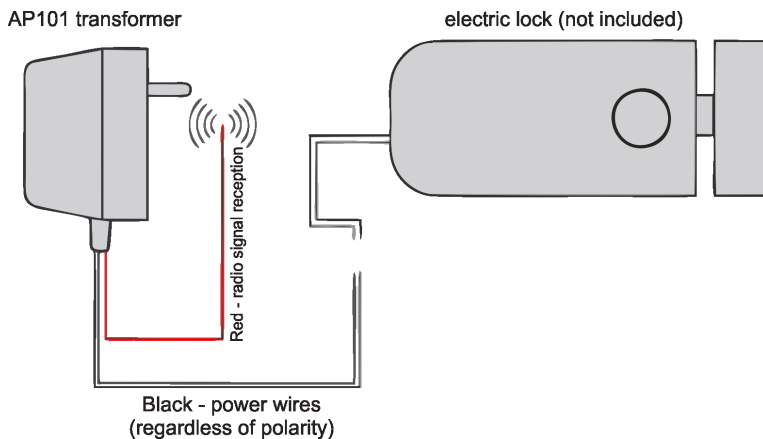 AP101 transformer
electric lock (not included)
Red - radio signal reception
Black - power wires
(regardless of polarity)